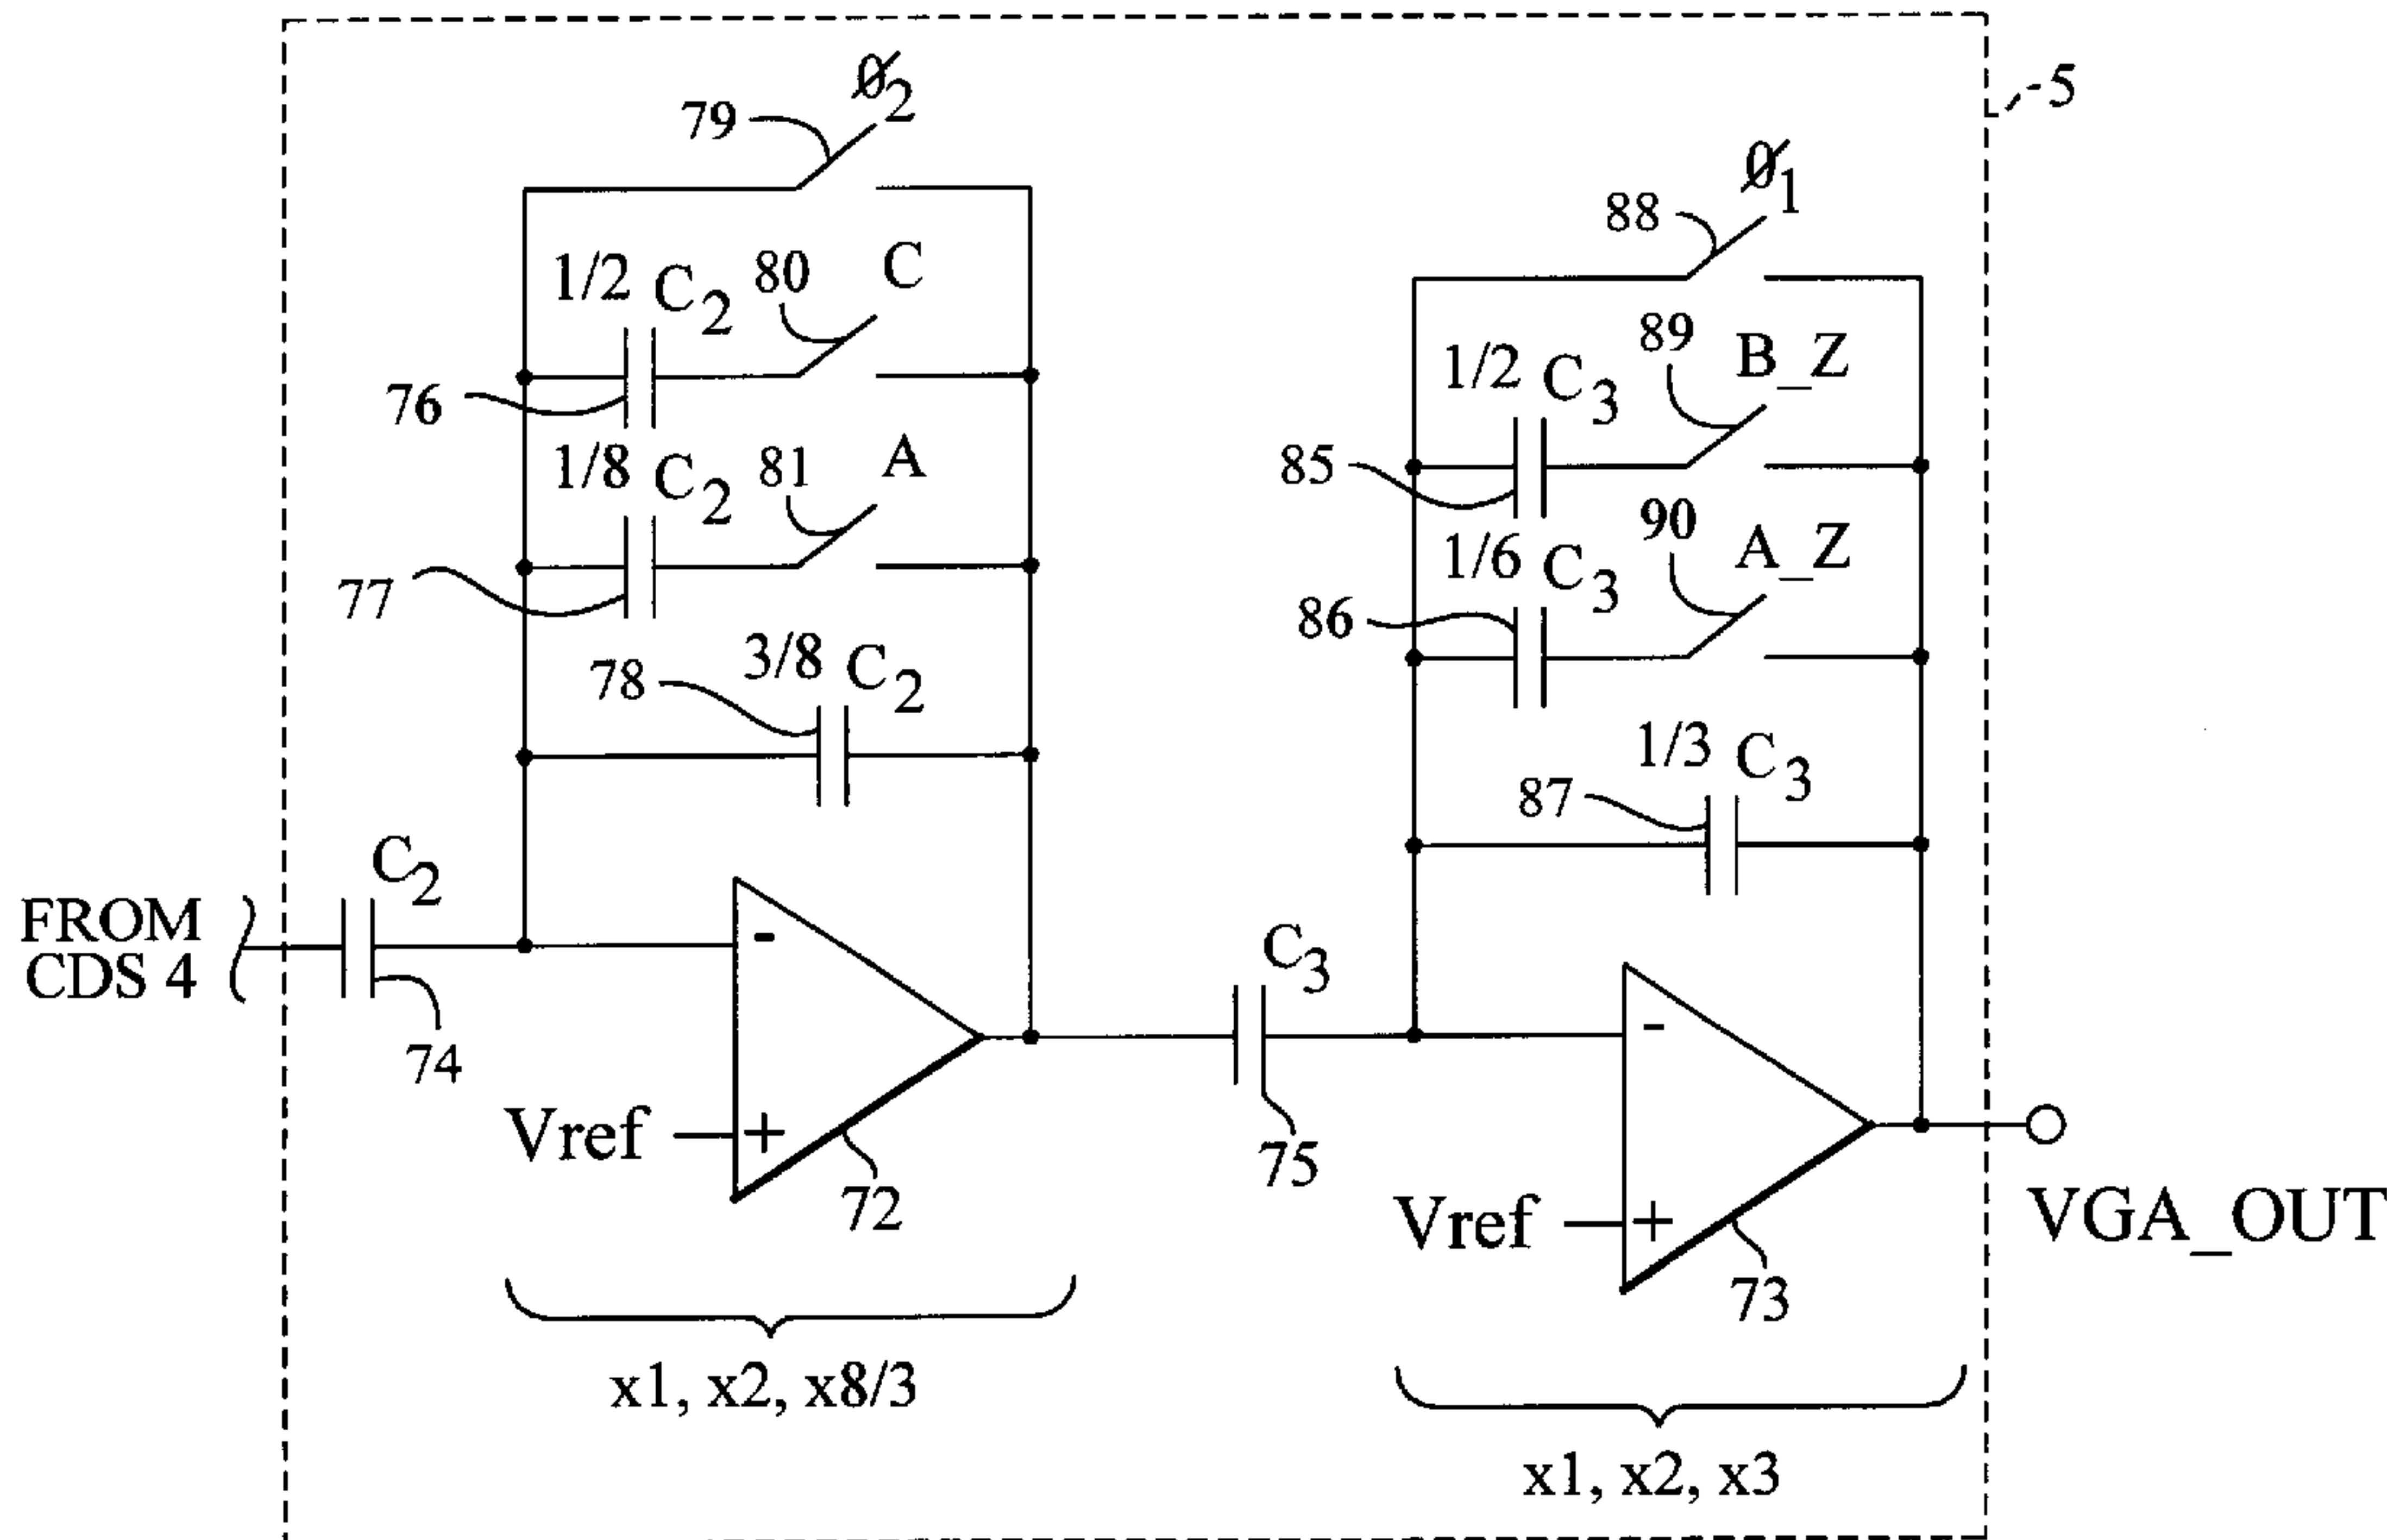 Ø2
79
5
Ø1
88
1/2 C2
80
C
89
B_Z
1/2 C3
76
1/8 C2
81
A
85
90
A_Z
1/6 C3
77
86
78
3/8 C2
1/3 C3
87
C2
FROM
CDS 4
C3
-
-
74
Vref
+
72
75
Vref
+
73
VGA_OUT
x1, x2, x8/3
x1, x2, x3